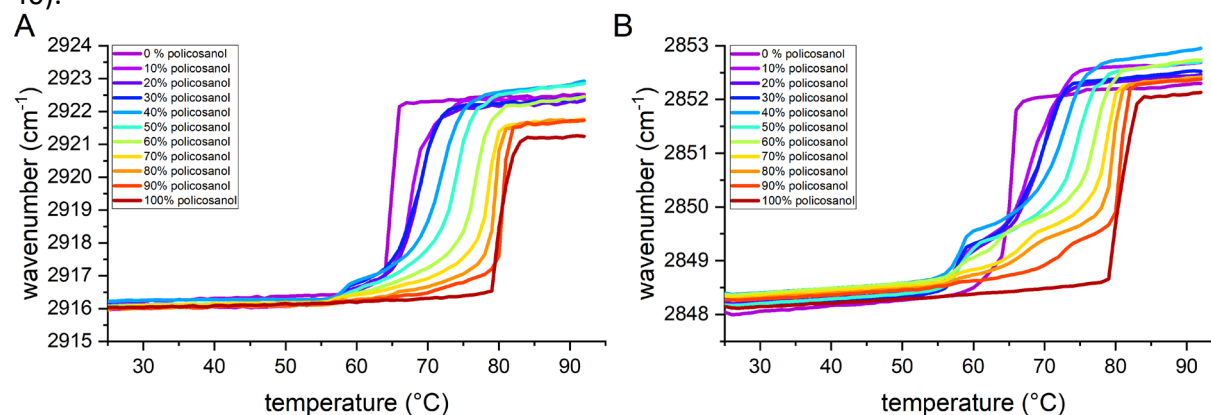 A
2924
2923
2922
2921
2920
2919
2918
2917
2916
2915
wavenumber (cm⁻¹)
0 % policosanol
10% policosanol
20% policosanol
30% policosanol
40% policosanol
50% policosanol
60% policosanol
70% policosanol
80% policosanol
90% policosanol
100% policosanol
30 40 50 60 70 80 90
temperature (°C)
B
2853
2852
2851
2850
2849
2848
wavenumber (cm⁻¹)
0 % policosanol
10% policosanol
20% policosanol
30% policosanol
40% policosanol
50% policosanol
60% policosanol
70% policosanol
80% policosanol
90% policosanol
100% policosanol
30 40 50 60 70 80 90
temperature (°C)